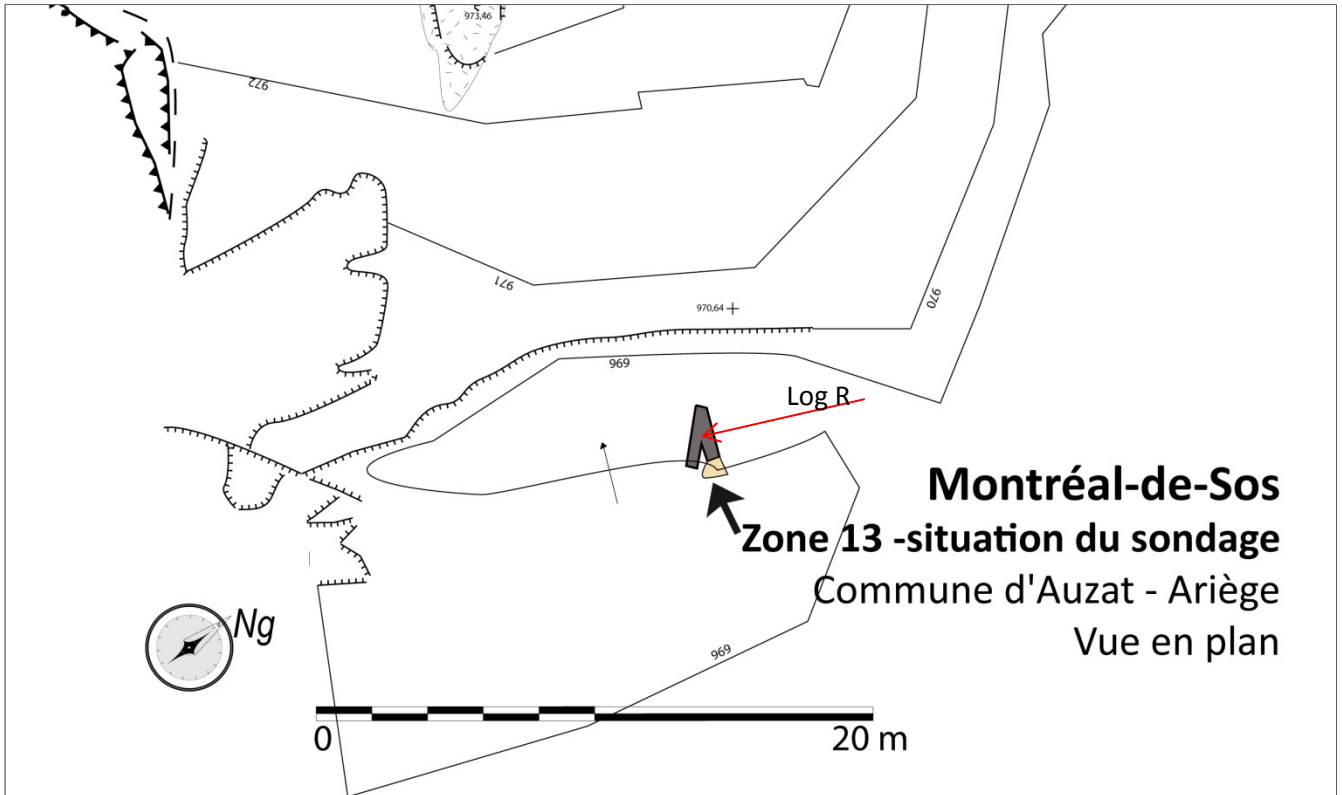 973,46
972
971
970,64
970
969
Log R
Montréal-de-Sos
Zone 13 -situation du sondage
Commune d'Auzat - Ariège
Vue en plan
Ng
969
0
20 m